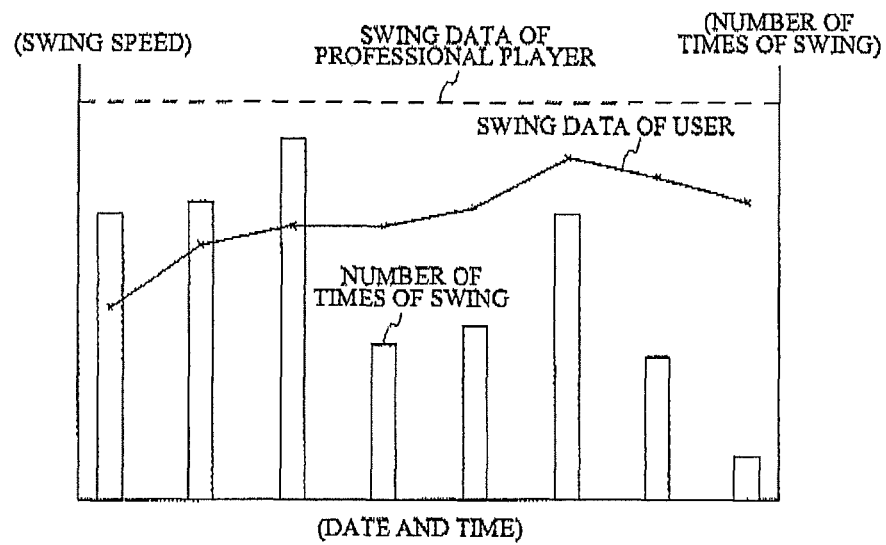 (SWING SPEED)
SWING DATA OF
PROFESSIONAL PLAYER
(NUMBER OF
TIMES OF SWING)
SWING DATA OF USER
NUMBER OF
TIMES OF SWING
(DATE AND TIME)